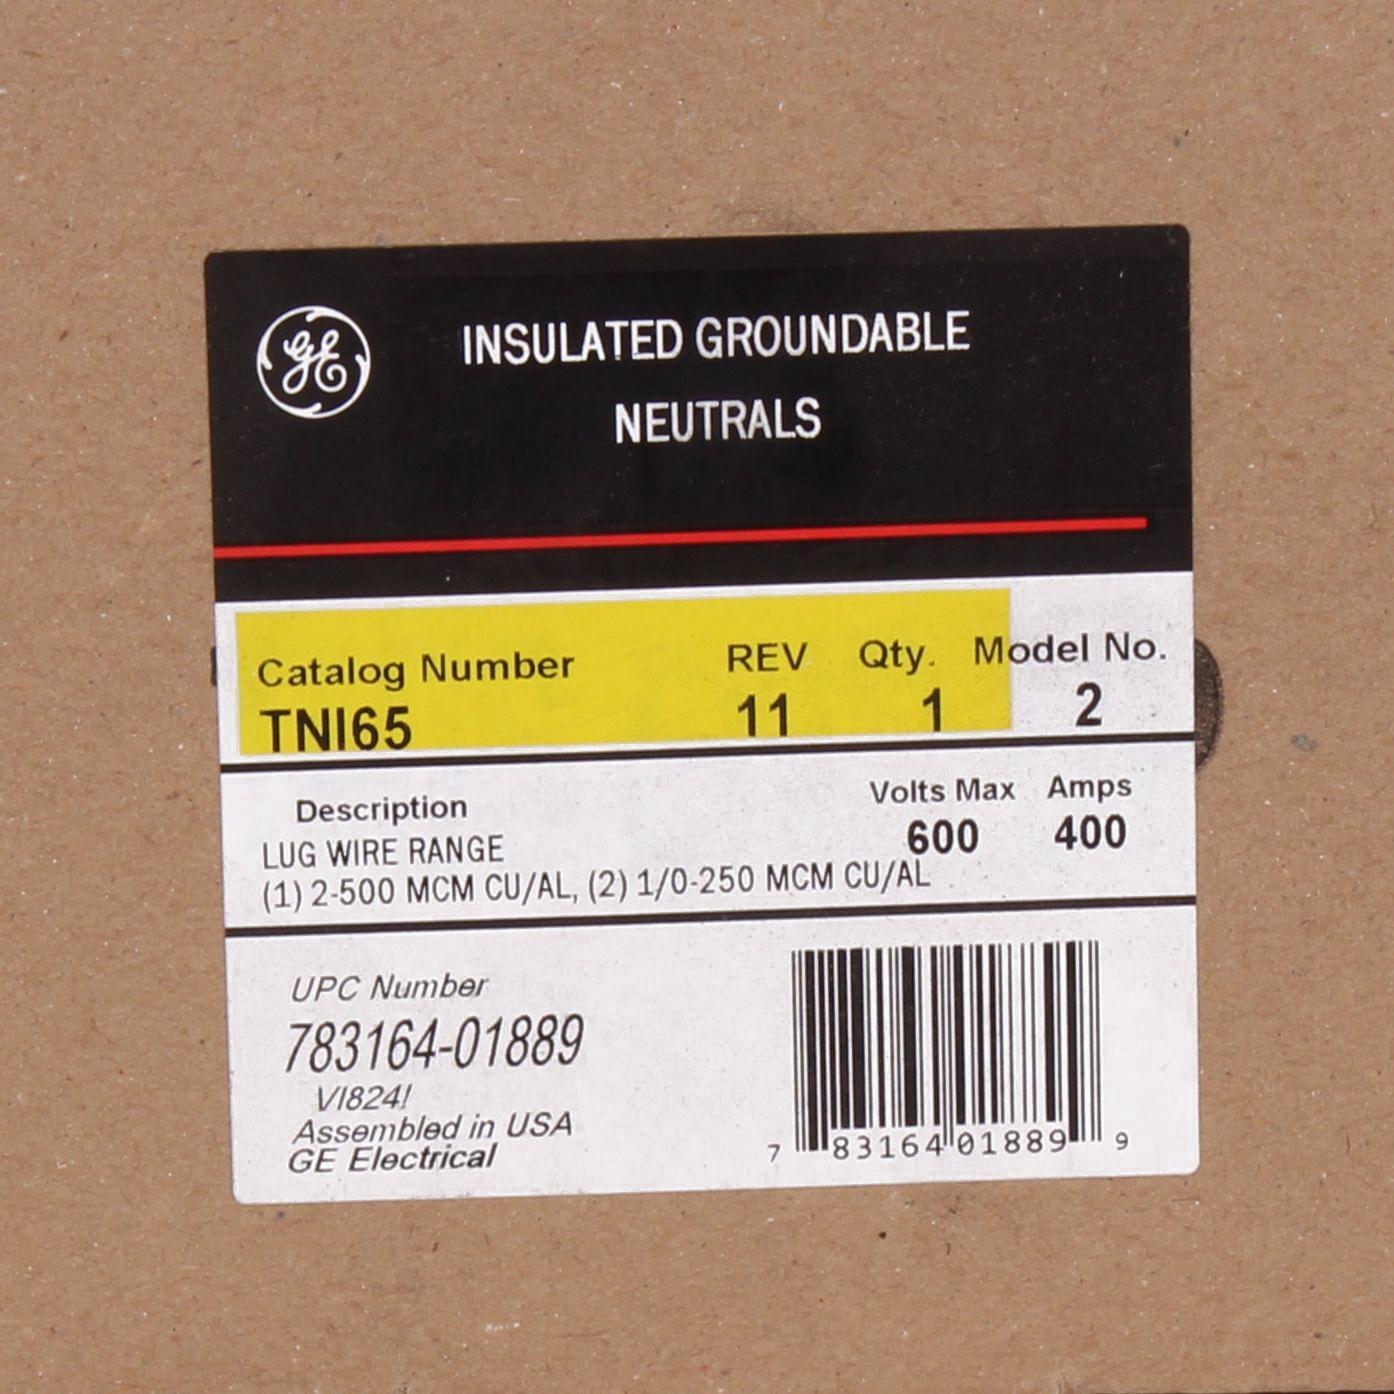 GE
INSULATED GROUNDABLE
NEUTRALS
Catalog Number REV Qty. Model No.
TNI65 11 1 2
Description Volts Max Amps
LUG WIRE RANGE 600 400
(1) 2-500 MCM CU/AL, (2) 1/0-250 MCM CU/AL
UPC Number
783164-01889
VI824!
Assembled in USA
GE Electrical
7 83164 01889 9